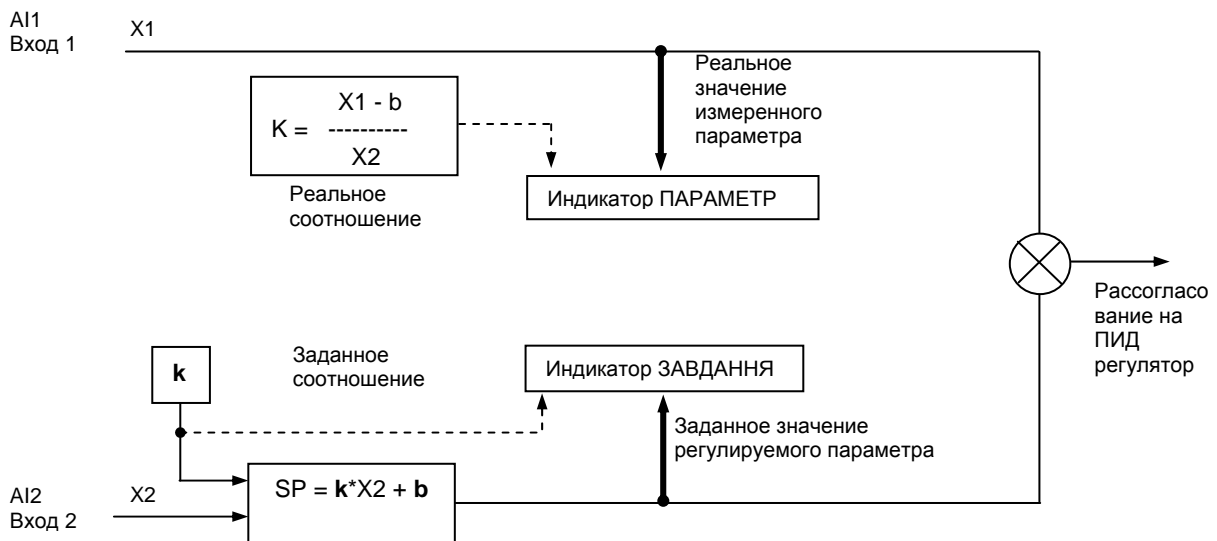 AI1
Вход 1
X1
Реальное
значение
измеренного
параметра
X1 - b
K = ----------
X2
Реальное
соотношение
Индикатор ПАРАМЕТР
Рассогласо
вание на
ПИД
регулятор
k
Заданное
соотношение
Индикатор ЗАВДАННЯ
Заданное значение
регулируемого параметра
AI2
Вход 2
X2
SP = k*X2 + b